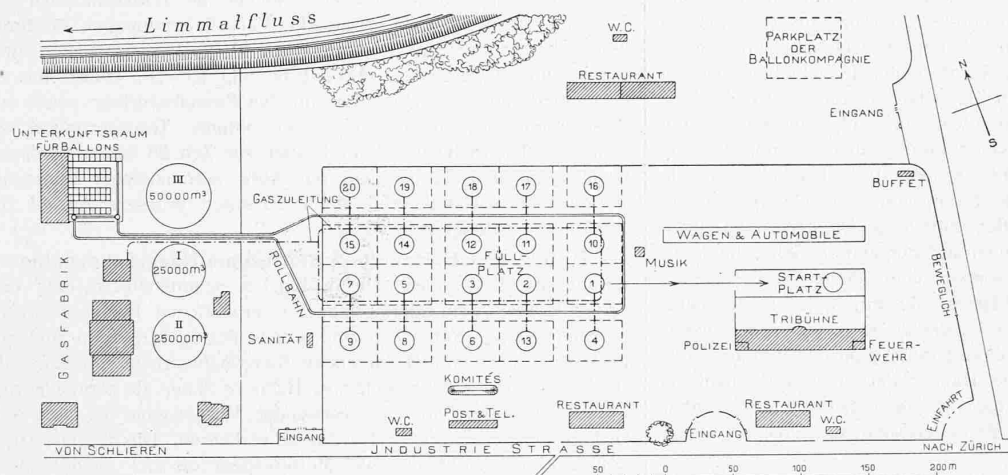 Limmatfluss
W.C.
PARKPLATZ
DER
BALLONKOMPAGNIE
RESTAURANT
N
S
EINGANG
UNTERKUNFTSRAUM
FÜR BALLONS
III
50000m³
GASZULEITUNG
20
19
18
17
16
BUFFET
WAGEN & AUTOMOBILE
15
14
12
11
10
FÜLL-
PLATZ
MUSIK
I
25000m³
ROLLBAHN
7
5
3
2
1
START-
PLATZ
BEWEGLICH
GASFABRIK
II
25000m³
SANITÄT
9
8
6
13
4
TRIBÜHNE
POLIZEI
FEUER-
WEHR
KOMITÉS
POST & TEL.
W.C.
RESTAURANT
RESTAURANT
W.C.
EINFAHRT
EINGANG
EINGANG
VON SCHLIEREN
JNDUSTRIE STRASSE
NACH ZÜRICH
50
0
50
100
150
200 m